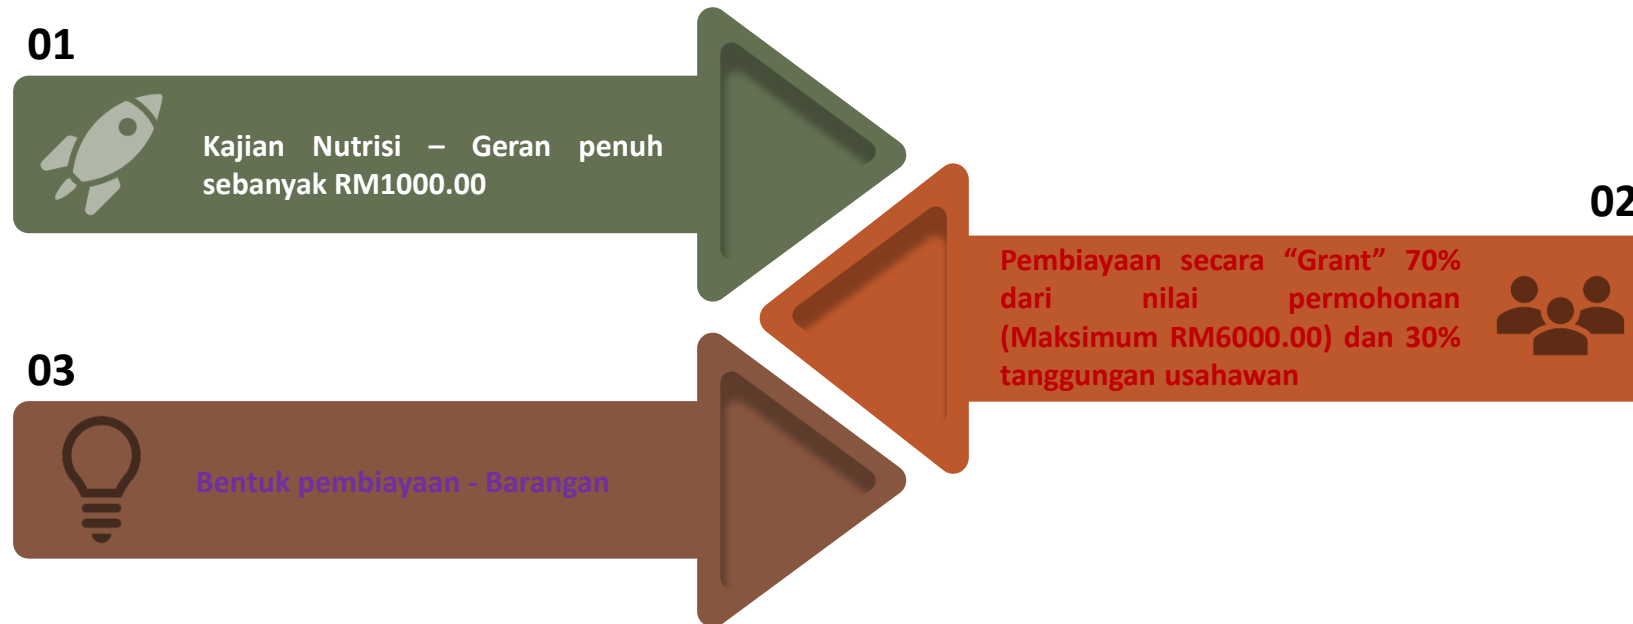 01
Kajian Nutrisi – Geran penuh
sebanyak RM1000.00
02
Pembiayaan secara “Grant” 70%
dari nilai permohonan
(Maksimum RM6000.00) dan 30%
tanggungan usahawan
03
Bentuk pembiayaan - Barangan